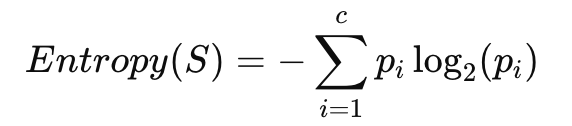 Entropy(S) = − ∑_{i=1}^{c} p_i log_2(p_i)